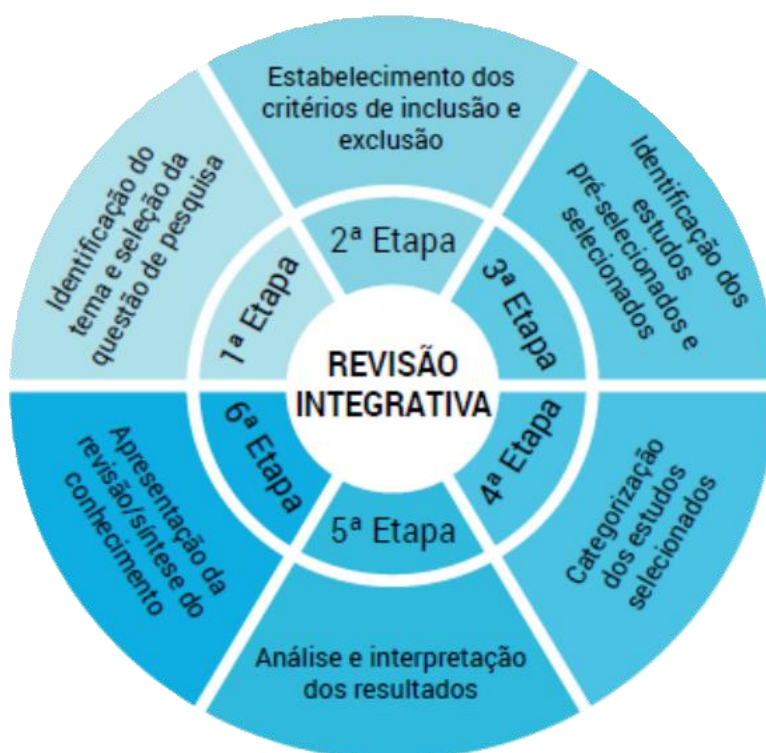 REVISÃO
INTEGRATIVA
1ª Etapa
Identificação do
tema e seleção da
questão de pesquisa
2ª Etapa
Estabelecimento dos
critérios de inclusão e
exclusão
3ª Etapa
Identificação dos
estudos
pré-selecionados e
selecionados
4ª Etapa
Categorização
dos estudos
selecionados
5ª Etapa
Análise e interpretação
dos resultados
6ª Etapa
Apresentação da
revisão/síntese do
conhecimento